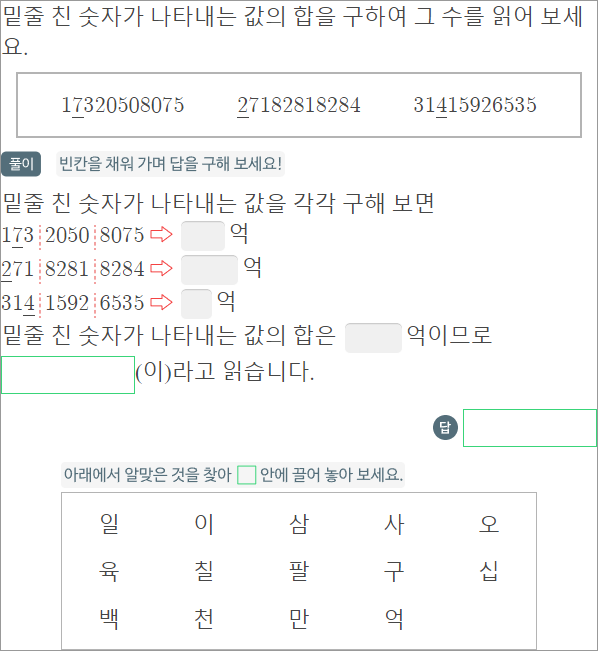 밑줄 친 숫자가 나타내는 값의 합을 구하여 그 수를 읽어 보세
요.
17320508075 27182818284 31415926535
풀이 빈칸을 채워 가며 답을 구해 보세요!
밑줄 친 숫자가 나타내는 값을 각각 구해 보면
173 2050 8075 ⇨ 억
271 8281 8284 ⇨ 억
314 1592 6535 ⇨ 억
밑줄 친 숫자가 나타내는 값의 합은 억이므로
(이)라고 읽습니다.
답
아래에서 알맞은 것을 찾아 □ 안에 끌어 놓아 보세요.
일 이 삼 사 오
육 칠 팔 구 십
백 천 만 억